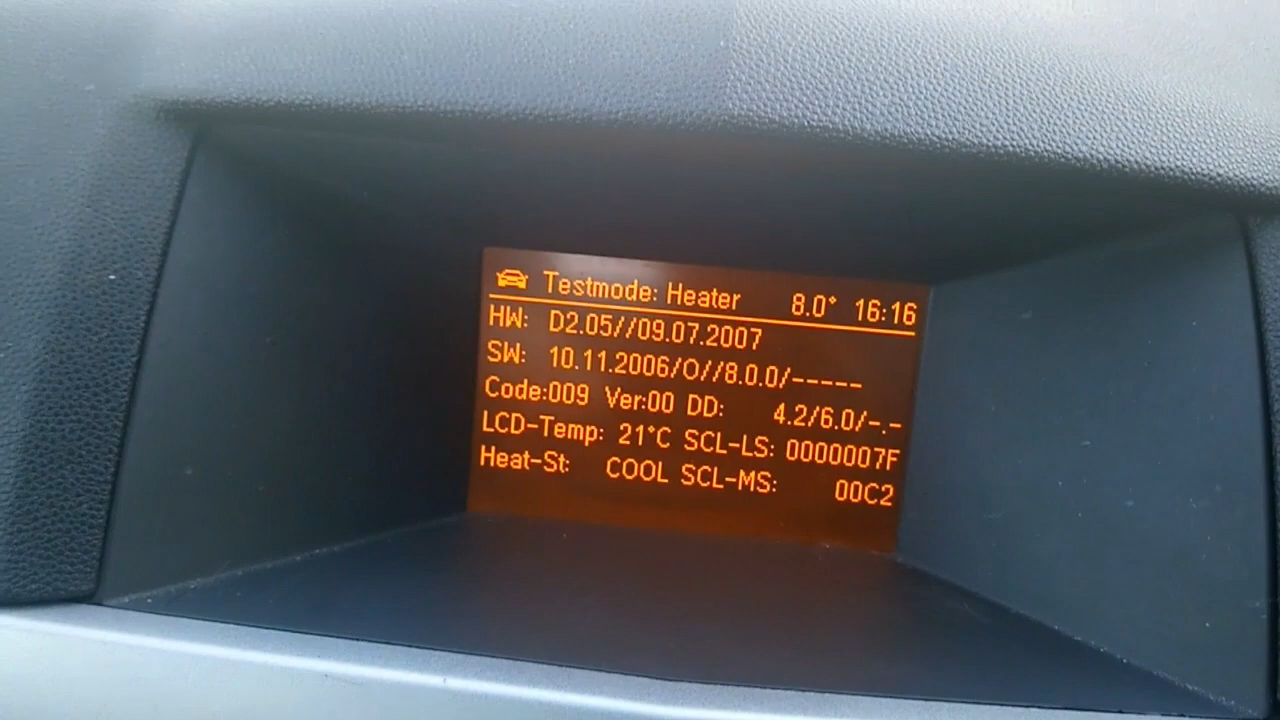 Testmode: Heater 8.0° 16:16
HW: D2.05//09.07.2007
SW: 10.11.2006/O//8.0.0/-----
Code:009 Ver:00 DD: 4.2/6.0/-.-
LCD-Temp: 21°C SCL-LS: 0000007F
Heat-St: COOL SCL-MS: 00C2